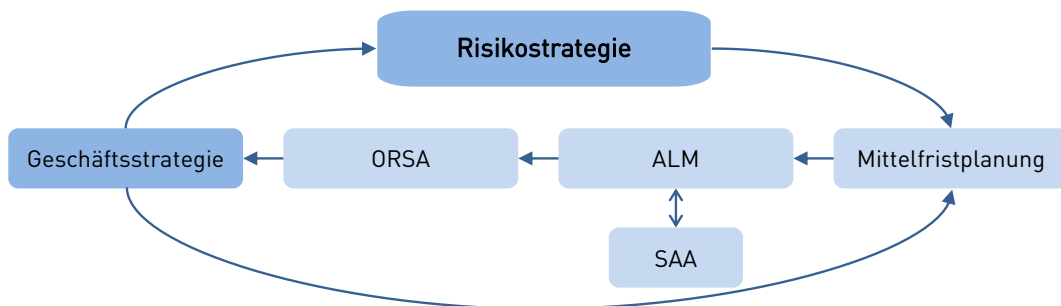 Risikostrategie
Geschäftsstrategie
ORSA
ALM
Mittelfristplanung
SAA